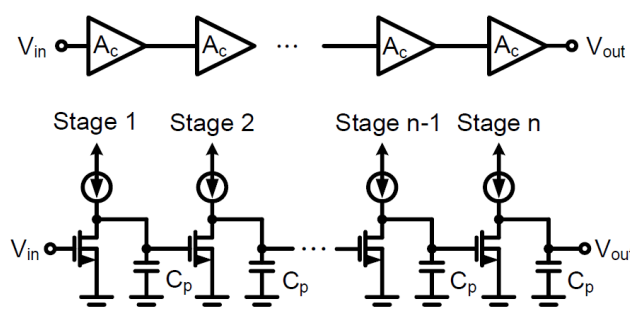 Vin Ac Ac ... Ac Ac Vout
Stage 1 Stage 2 Stage n-1 Stage n
Vin Cp Cp ... Cp Cp Vout